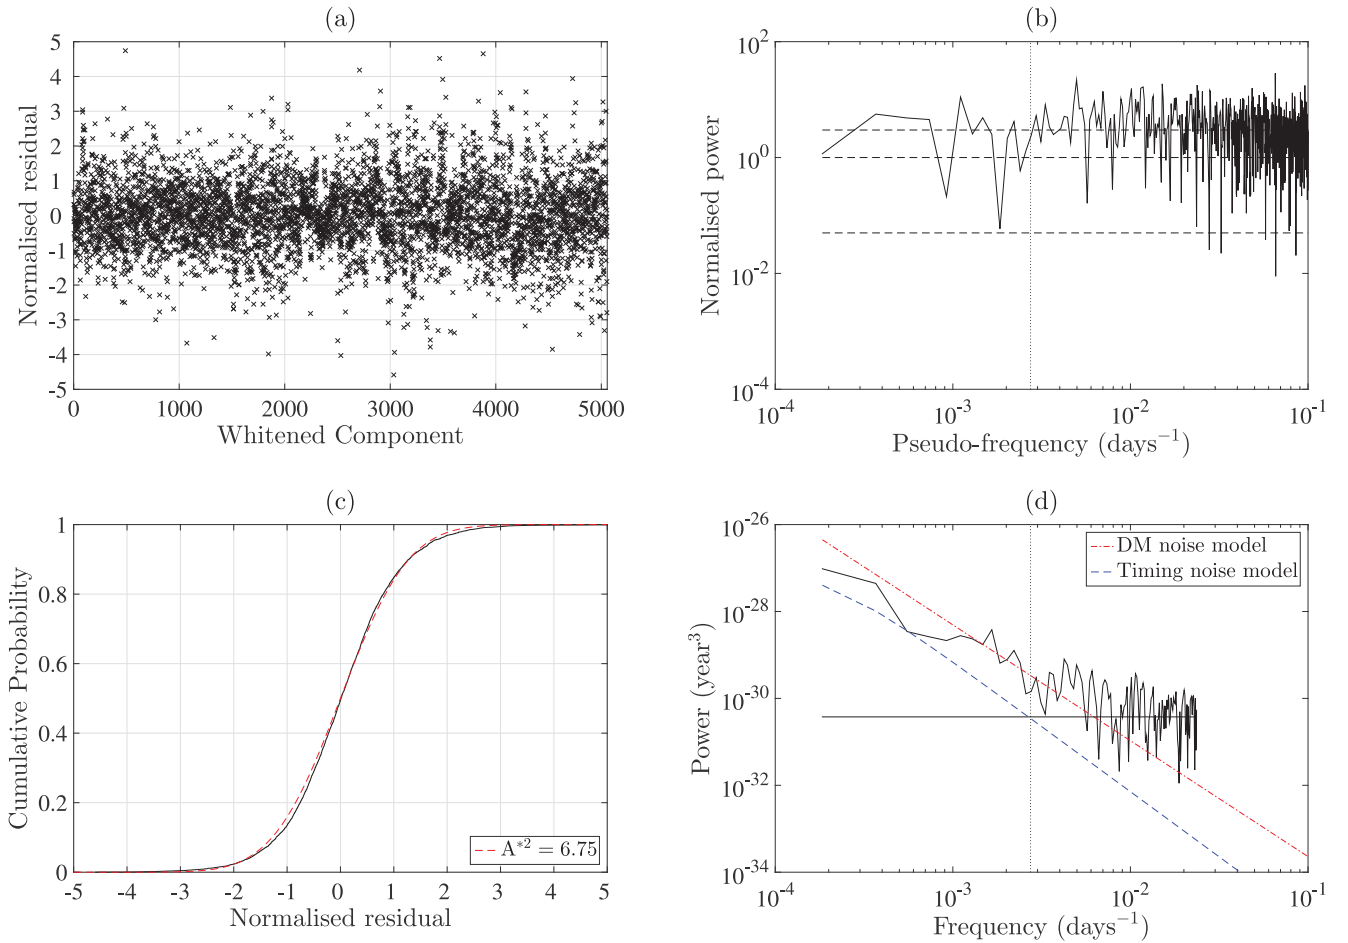 (a)
5
4
3
2
1
0
-1
-2
-3
-4
-5
Normalised residual
0 1000 2000 3000 4000 5000
Whitened Component
(b)
10^2
10^0
10^-2
10^-4
Normalised power
10^-4 10^-3 10^-2 10^-1
Pseudo-frequency (days^-1)
(c)
1
0.8
0.6
0.4
0.2
0
Cumulative Probability
A*2 = 6.75
-5 -4 -3 -2 -1 0 1 2 3 4 5
Normalised residual
(d)
10^-26
10^-28
10^-30
10^-32
10^-34
Power (year^3)
DM noise model
Timing noise model
10^-4 10^-3 10^-2 10^-1
Frequency (days^-1)